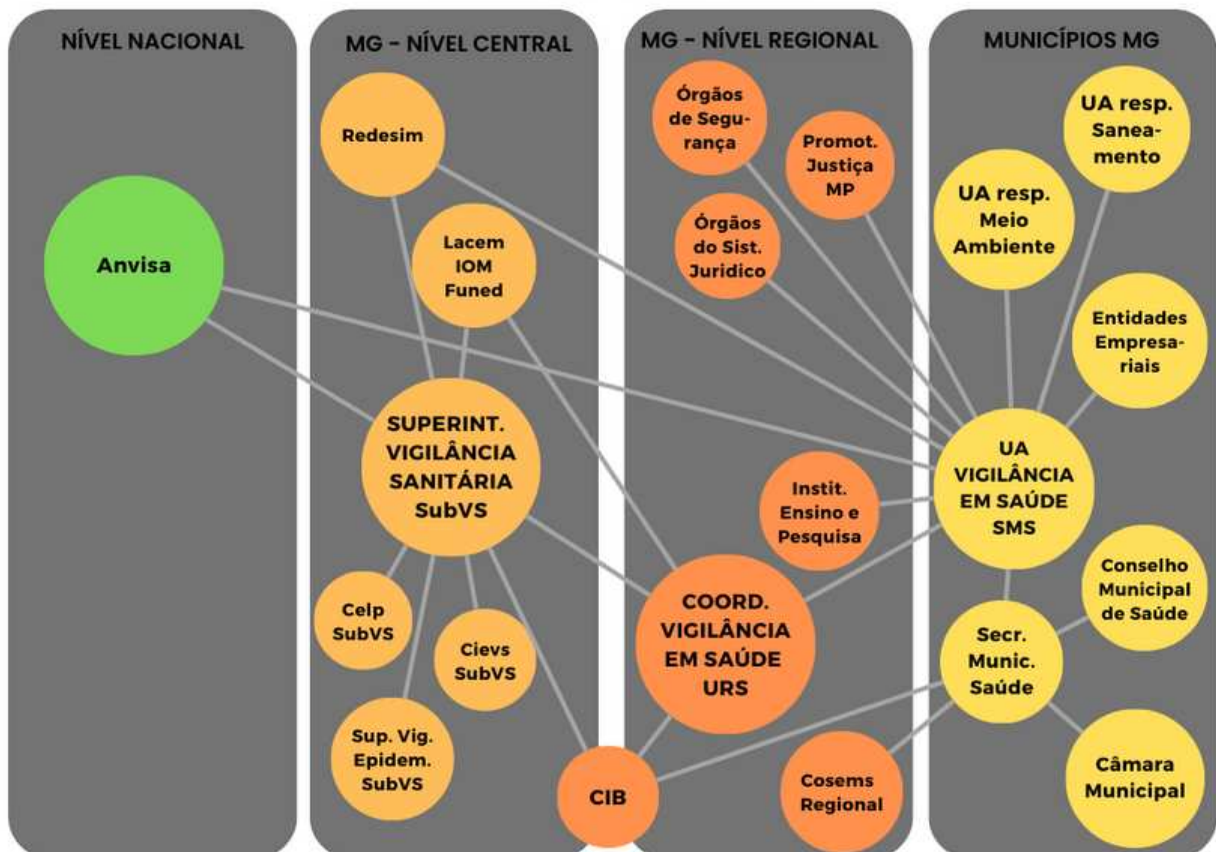 NÍVEL NACIONAL
Anvisa
MG - NÍVEL CENTRAL
Redesim
Lacem
IOM
Funed
SUPERINT.
VIGILÂNCIA
SANITÁRIA
SubVS
Celp
SubVS
Cievs
SubVS
Sup. Vig.
Epidem.
SubVS
CIB
MG - NÍVEL REGIONAL
Órgãos
de Segu-
rança
Promot.
Justiça
MP
Órgãos
do Sist.
Juridico
Instit.
Ensino e
Pesquisa
COORD.
VIGILÂNCIA
EM SAÚDE
URS
Cosems
Regional
MUNICÍPIOS MG
UA resp.
Sanea-
mento
UA resp.
Meio
Ambiente
Entidades
Empresa-
riais
UA
VIGILÂNCIA
EM SAÚDE
SMS
Conselho
Municipal
de Saúde
Secr.
Munic.
Saúde
Câmara
Municipal